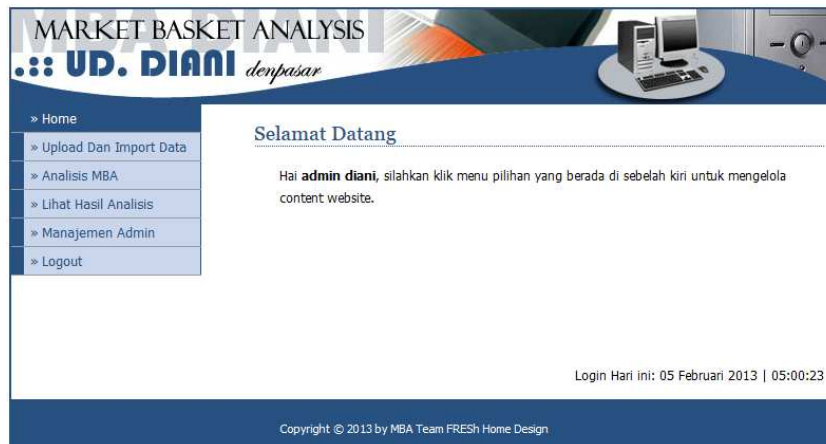 MBA DIANI
MARKET BASKET ANALYSIS
.:: UD. DIANI denpasar
» Home
» Upload Dan Import Data
» Analisis MBA
» Lihat Hasil Analisis
» Manajemen Admin
» Logout
Selamat Datang
Hai admin diani, silahkan klik menu pilihan yang berada di sebelah kiri untuk mengelola
content website.
Login Hari ini: 05 Februari 2013 | 05:00:23
Copyright © 2013 by MBA Team FRESh Home Design